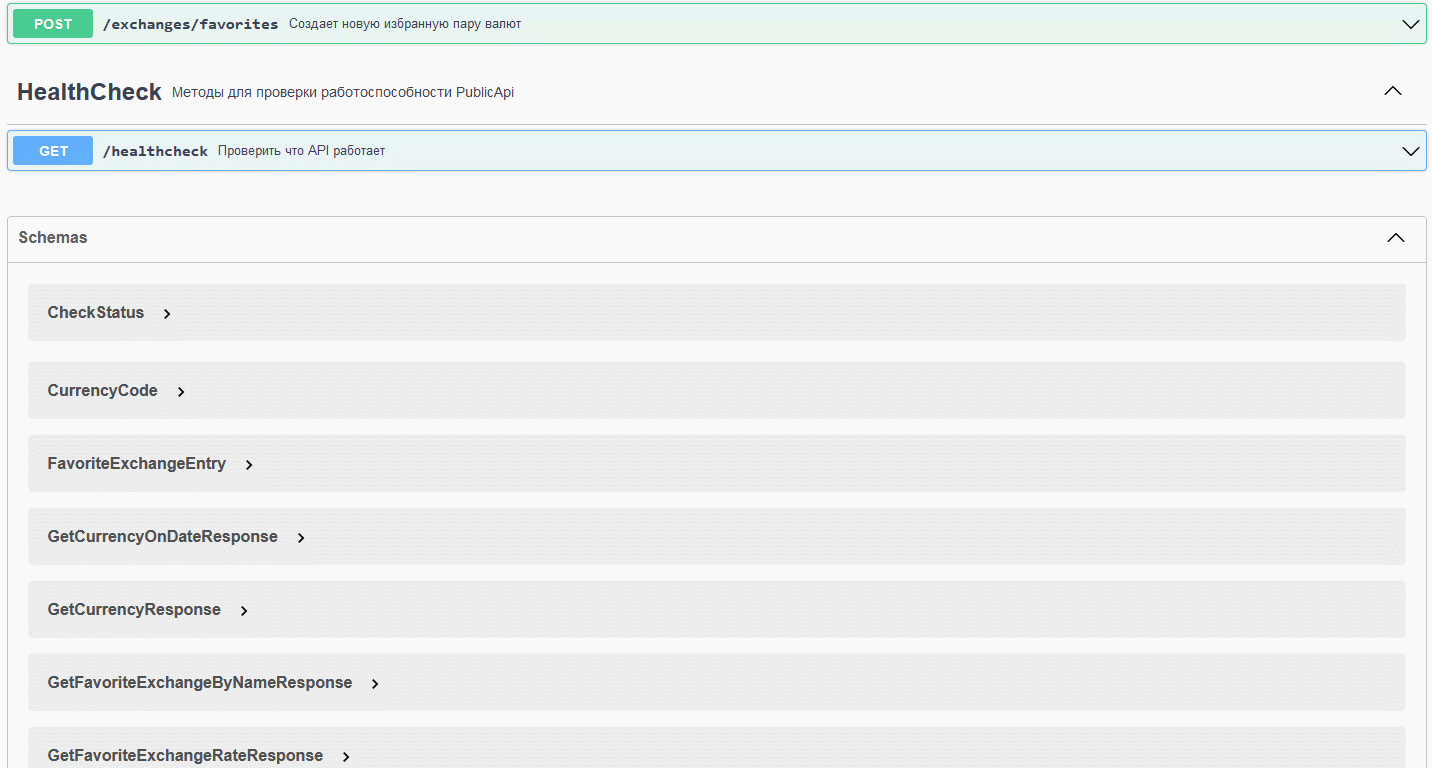 POST /exchanges/favorites Создает новую избранную пару валют
HealthCheck Методы для проверки работоспособности PublicApi
GET /healthcheck Проверить что API работает
Schemas
CheckStatus
CurrencyCode
FavoriteExchangeEntry
GetCurrencyOnDateResponse
GetCurrencyResponse
GetFavoriteExchangeByNameResponse
GetFavoriteExchangeRateResponse